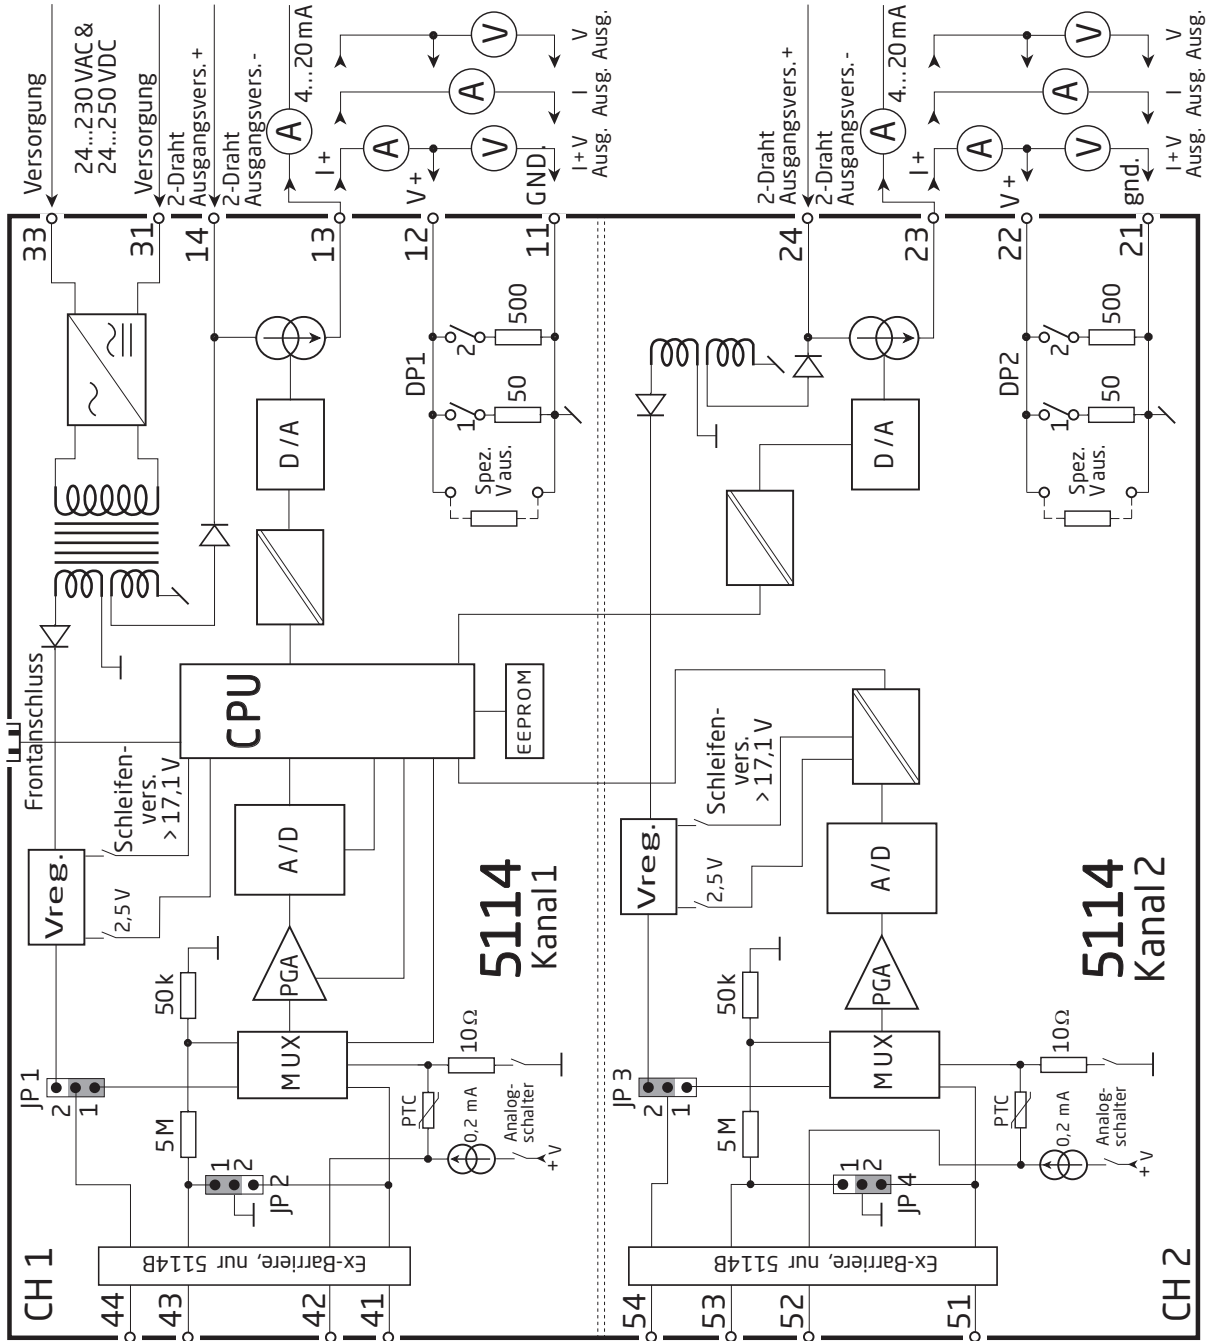 Versorgung
24...230 VAC &
24...250 VDC
Versorgung
2-Draht
Ausgangsvers. +
2-Draht
Ausgangsvers. -
A
4...20 mA
I+
A
V +
V
GND.
I + V
Ausg.
A
I
Ausg.
V
V
Ausg.
33
31
14
13
12
11
D/A
DP1
2
500
1
50
Spez.
V aus.
CPU
EEPROM
Frontanschluss
Schleifen-
vers.
> 17,1 V
Vreg.
2,5 V
A/D
PGA
MUX
50k
5 M
JP 1
2
1
1
2
JP 2
PTC
10 Ω
0,2 mA
Analog-
schalter
+ V
5114
Kanal 1
Ex-Barriere, nur 5114B
CH 1
44
43
42
41
2-Draht
Ausgangsvers. +
2-Draht
Ausgangsvers. -
A
4...20 mA
I+
A
V +
V
gnd.
I + V
Ausg.
A
I
Ausg.
V
V
Ausg.
24
23
22
21
D/A
DP2
2
500
1
50
Spez.
V aus.
Schleifen-
vers.
> 17,1 V
Vreg.
2,5 V
A/D
PGA
MUX
50k
5 M
JP 3
2
1
1
2
JP 4
PTC
10 Ω
0,2 mA
Analog-
schalter
+ V
5114
Kanal 2
Ex-Barriere, nur 5114B
CH 2
54
53
52
51